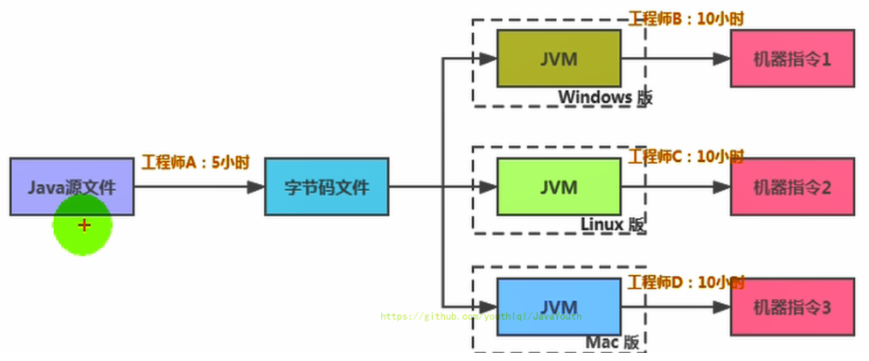 工程师B：10小时
JVM
机器指令1
Windows 版
工程师A：5小时
工程师C：10小时
Java源文件
字节码文件
JVM
机器指令2
Linux 版
工程师D：10小时
JVM
机器指令3
https://github.com/youthlql/JavaYouth
Mac 版